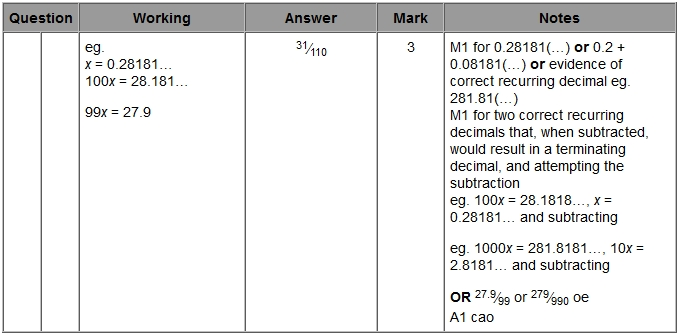 Question Working Answer Mark Notes
eg.
x = 0.28181…
100x = 28.181…
99x = 27.9
31/110
3
M1 for 0.28181(…) or 0.2 +
0.08181(…) or evidence of
correct recurring decimal eg.
281.81(…)
M1 for two correct recurring
decimals that, when subtracted,
would result in a terminating
decimal, and attempting the
subtraction
eg. 100x = 28.1818…, x =
0.28181… and subtracting
eg. 1000x = 281.8181…, 10x =
2.8181… and subtracting
OR 27.9/99 or 279/990 oe
A1 cao